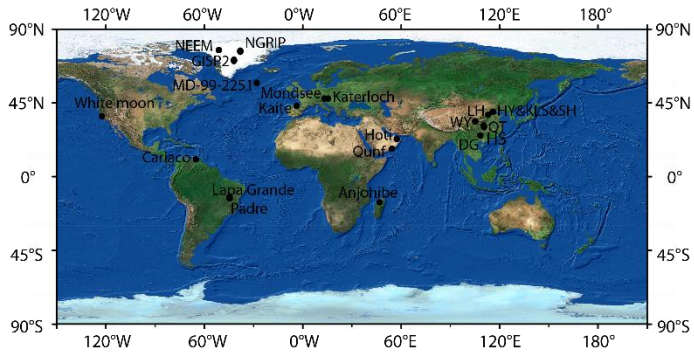 120°W 60°W 0°W 60°E 120°E 180°
90°N 90°N
NEEM NGRIP
GISP2
MD-99-2251
Mondsee Katerloch
45°N 45°N
White moon Kaite LH HY&KLS&SH
WY QT
Hoti HS
Qunf DG
Cariaco
0° 0°
Lapa Grande Anjohibe
Padre
45°S 45°S
90°S 90°S
120°W 60°W 0°W 60°E 120°E 180°